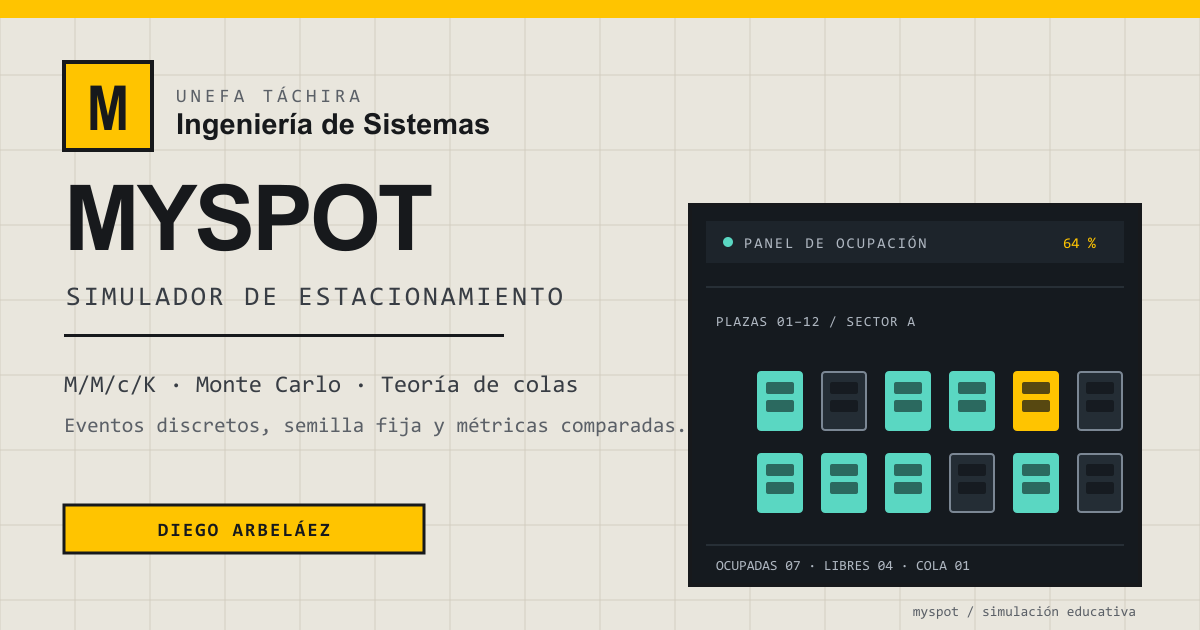 M
UNEFA TÁCHIRA
Ingeniería de Sistemas
MYSPOT
SIMULADOR DE ESTACIONAMIENTO
M/M/c/K · Monte Carlo · Teoría de colas
Eventos discretos, semilla fija y métricas comparadas.
DIEGO ARBELÁEZ
PANEL DE OCUPACIÓN 64 %
PLAZAS 01–12 / SECTOR A
OCUPADAS 07 · LIBRES 04 · COLA 01
myspot / simulación educativa